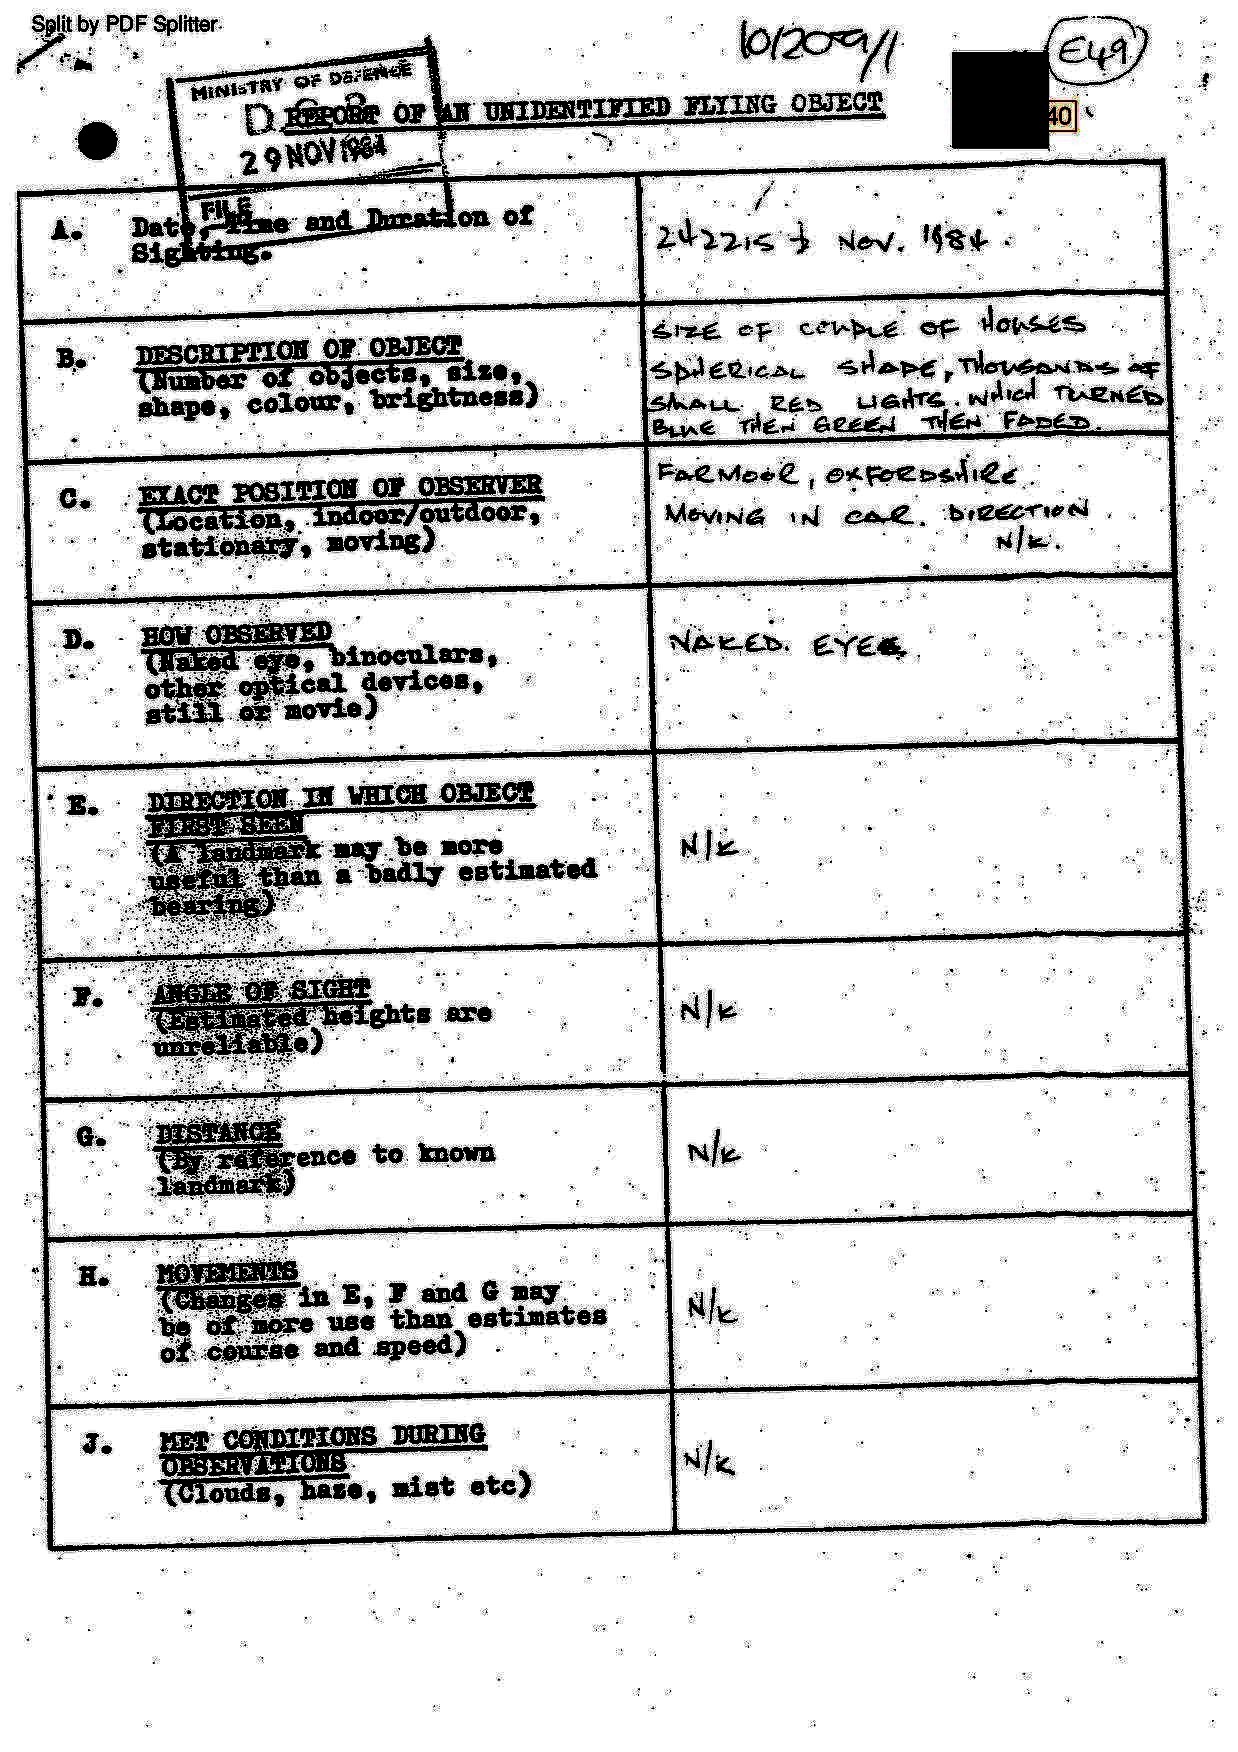 Split by PDF Splitter
10/209/1
E49
MINISTRY OF DEFENCE
REPORT OF AN UNIDENTIFIED FLYING OBJECT
40
29 NOV 1984
FILE
A. Date, Time and Duration of
Sighting.
NOV. 1984.
B. DESCRIPTION OF OBJECT
(Number of objects, size,
shape, colour, brightness)
SIZE OF COUPLE OF HOUSES
SPHERICAL SHAPE, THOUSANDS OF
SMALL RED LIGHTS. WHICH TURNED
BLUE THEN GREEN THEN FADED.
C. EXACT POSITION OF OBSERVER
(Location, indoor/outdoor,
stationary, moving)
FARMOOR, OXFORDSHIRE.
MOVING IN CAR. DIRECTION
N/K.
D. HOW OBSERVED
(Naked eye, binoculars,
other optical devices,
still or movie)
NAKED. EYE
E. DIRECTION IN WHICH OBJECT
FIRST SEEN
(A landmark may be more
useful than a badly estimated
bearing)
N/K
F. ANGLE OF SIGHT
(Estimated heights are
unreliable)
N/K
G. DISTANCE
(By reference to known
landmark)
N/K
H. MOVEMENTS
(Changes in E, F and G may
be of more use than estimates
of course and speed)
N/K
J. MET CONDITIONS DURING
OBSERVATIONS
(Clouds, haze, mist etc)
N/K